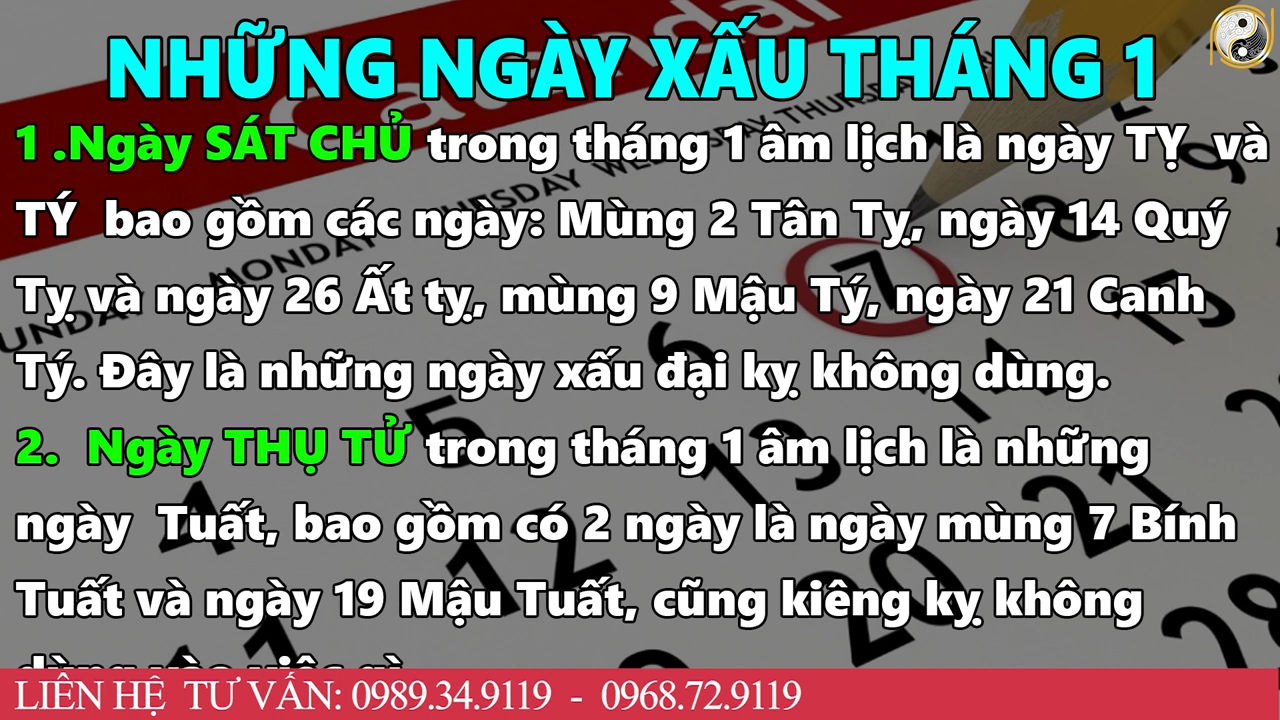 NHỮNG NGÀY XẤU THÁNG 1
1 .Ngày SÁT CHỦ trong tháng 1 âm lịch là ngày TỴ và
TÝ bao gồm các ngày: Mùng 2 Tân Tỵ, ngày 14 Quý
Tỵ và ngày 26 Ất tỵ, mùng 9 Mậu Tý, ngày 21 Canh
Tý. Đây là những ngày xấu đại kỵ không dùng.
2. Ngày THỤ TỬ trong tháng 1 âm lịch là những
ngày Tuất, bao gồm có 2 ngày là ngày mùng 7 Bính
Tuất và ngày 19 Mậu Tuất, cũng kiêng kỵ không
LIÊN HỆ TƯ VẤN: 0989.34.9119 - 0968.72.9119